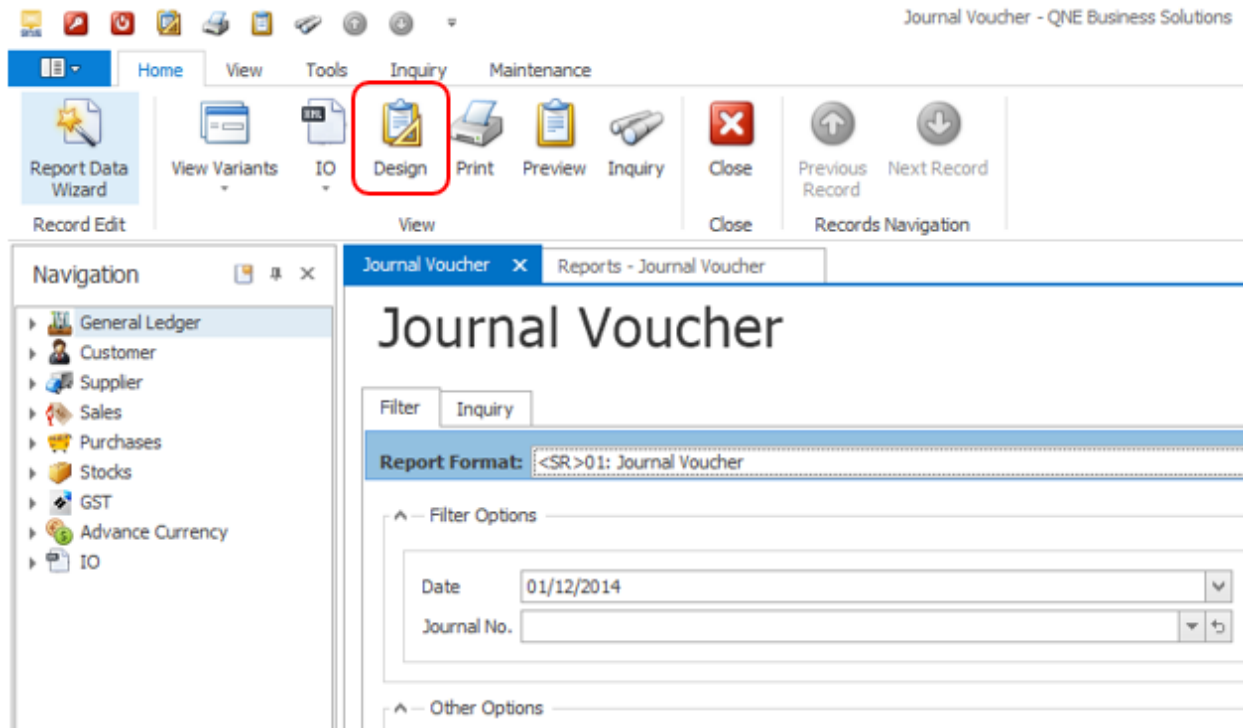 Journal Voucher - QNE Business Solutions
Home View Tools Inquiry Maintenance
Report Data Wizard
View Variants
IO
Design
Print
Preview
Inquiry
Close
Previous Record
Next Record
Record Edit
View
Close
Records Navigation
Navigation
General Ledger
Customer
Supplier
Sales
Purchases
Stocks
GST
Advance Currency
IO
Journal Voucher
Reports - Journal Voucher
Journal Voucher
Filter
Inquiry
Report Format: <SR>01: Journal Voucher
Filter Options
Date 01/12/2014
Journal No.
Other Options